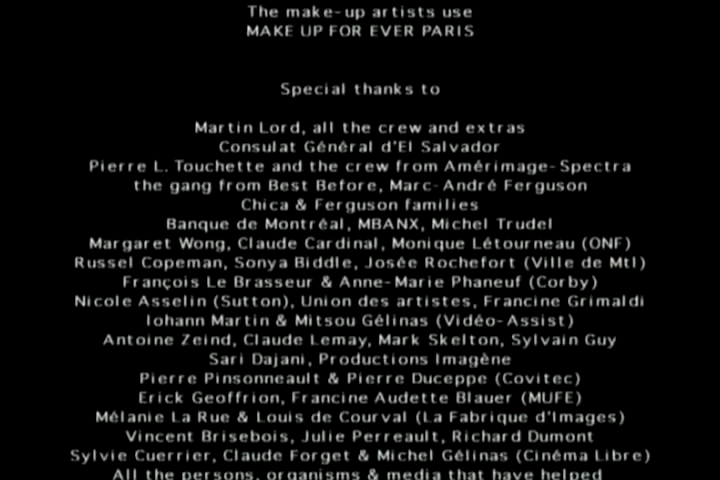 The make-up artists use
MAKE UP FOR EVER PARIS
Special thanks to
Martin Lord, all the crew and extras
Consulat Général d'El Salvador
Pierre L. Touchette and the crew from Amérimage-Spectra
the gang from Best Before, Marc-André Ferguson
Chica & Ferguson families
Banque de Montréal, MBANX, Michel Trudel
Margaret Wong, Claude Cardinal, Monique Létourneau (ONF)
Russel Copeman, Sonya Biddle, Josée Rochefort (Ville de Mtl)
François Le Brasseur & Anne-Marie Phaneuf (Corby)
Nicole Asselin (Sutton), Union des artistes, Francine Grimaldi
Iohann Martin & Mitsou Gélinas (Vidéo-Assist)
Antoine Zeind, Claude Lemay, Mark Skelton, Sylvain Guy
Sari Dajani, Productions Imagène
Pierre Pinsonneault & Pierre Duceppe (Covitec)
Erick Geoffrion, Francine Audette Blauer (MUFE)
Mélanie La Rue & Louis de Courval (La Fabrique d'Images)
Vincent Brisebois, Julie Perreault, Richard Dumont
Sylvie Cuerrier, Claude Forget & Michel Gélinas (Cinéma Libre)
All the persons, organisms & media that have helped